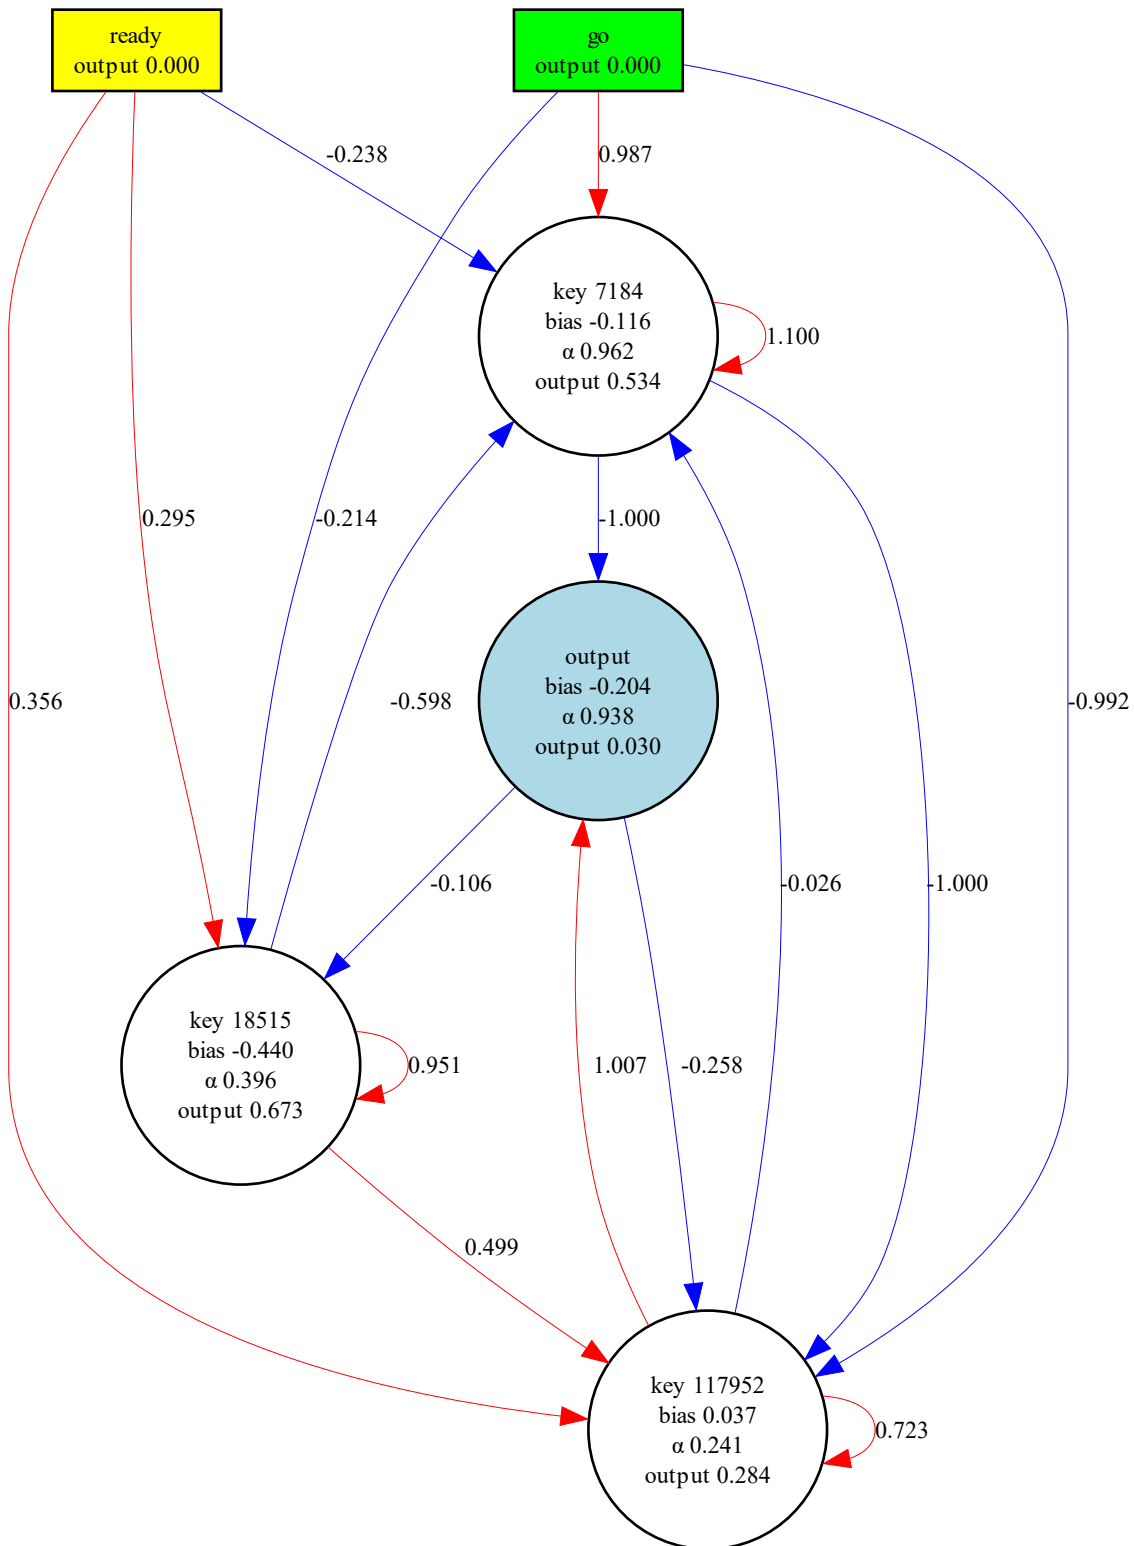 ready
output 0.000
go
output 0.000
-0.238
0.987
key 7184
bias -0.116
α 0.962
output 0.534
1.100
0.295
-0.214
-1.000
0.356
-0.598
output
bias -0.204
α 0.938
output 0.030
-0.992
-0.106
-0.026
-1.000
key 18515
bias -0.440
α 0.396
output 0.673
0.951
1.007
-0.258
0.499
key 117952
bias 0.037
α 0.241
output 0.284
0.723